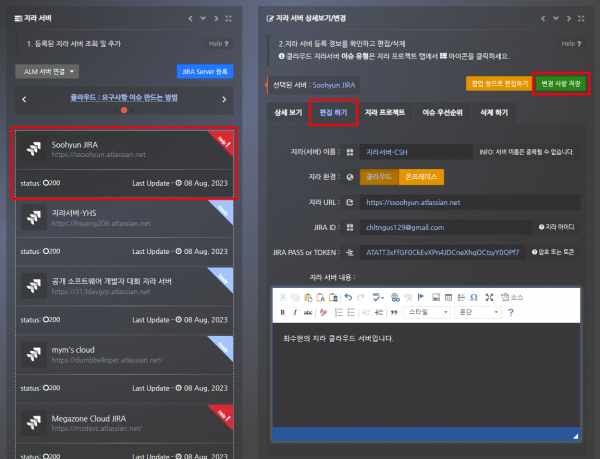 지라 서버
1. 등록된 지라 서버 조회 및 추가
Help ?
ALM 서버 연결
JIRA Server 등록
클라우드 : 요구사항 이슈 만드는 방법
Soohyun JIRA
https://ssoohyun.atlassian.net
Help !
status: 200
Last Update - 08 Aug, 2023
지라서버-YHS
https://hsyang206.atlassian.net
status: 200
Last Update - 08 Aug, 2023
공개 소프트웨어 개발자 대회 지라 서버
https://313devgrp.atlassian.net
status: 200
Last Update - 08 Aug, 2023
mym's cloud
https://dumbbelloper.atlassian.net/
status: 200
Last Update - 08 Aug, 2023
Megazone Cloud JIRA
https://mzdevs.atlassian.net/
Help !
status: 200
Last Update - 08 Aug, 2023
지라 서버 상세보기/변경
2.지라 서버 등록 정보를 확인하고 편집/삭제
Help ?
클라우드 지라서버 이슈 유형은 지라 프로젝트 탭에서 아이콘을 클릭하세요.
선택된 서버 : Soohyun JIRA
팝업 창으로 편집하기
변경 사항 저장
상세 보기
편집 하기
지라 프로젝트
이슈 우선순위
삭제 하기
지라(서버) 이름 :
지라서버-CSH
INFO: 서버 이름은 중복될 수 없습니다.
지라 환경 :
클라우드
온프레미스
지라 URL :
https://ssoohyun.atlassian.net
JIRA ID :
chltngus129@gmail.com
지라 아이디
JIRA PASS or TOKEN :
ATATT3xFfGF0CkEvXPn4JDCneXhqOCtsyY0QPf7
암호 또는 토큰
지라 서버 내용 :
소스
B I abc
스타일
문단
?
최수현의 지라 클라우드 서버입니다.